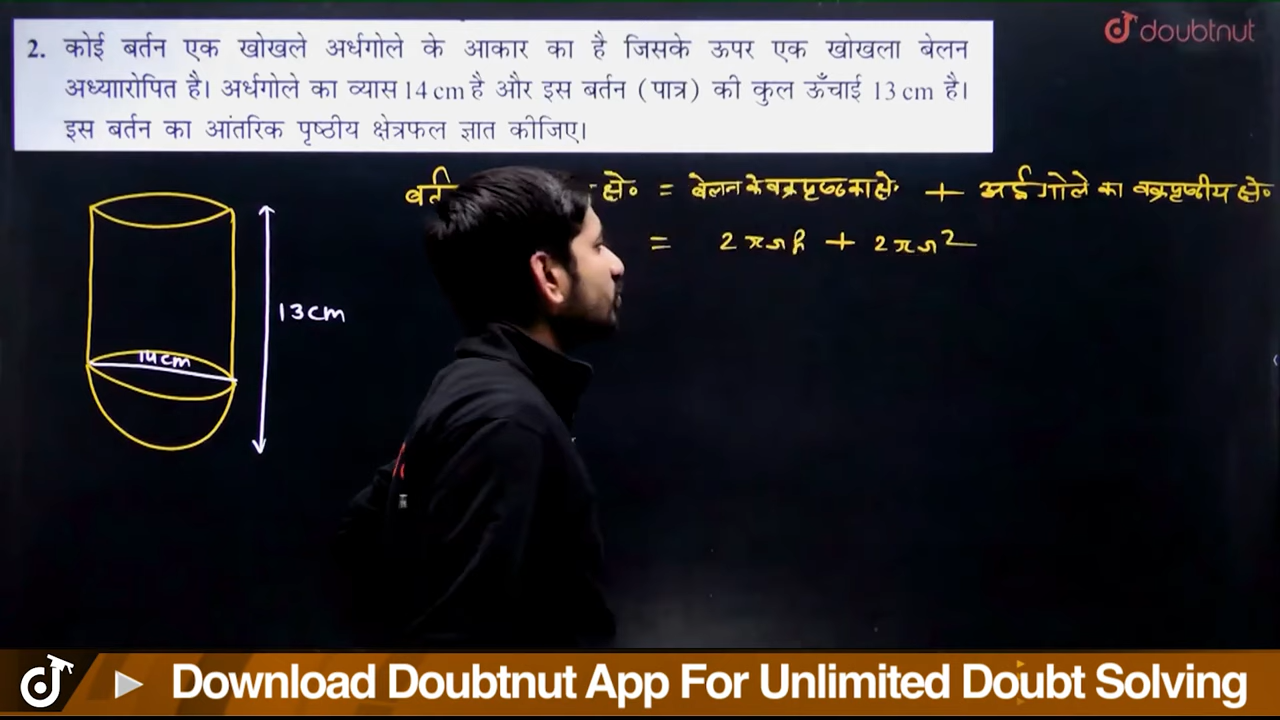 doubtnut
2. कोई बर्तन एक खोखले अर्धगोले के आकार का है जिसके ऊपर एक खोखला बेलन
अध्याारोपित है। अर्धगोले का व्यास 14 cm है और इस बर्तन (पात्र) की कुल ऊँचाई 13 cm है।
इस बर्तन का आंतरिक पृष्ठीय क्षेत्रफल ज्ञात कीजिए।
क्षे० = बेलन के वक्रपृष्ठ का क्षे० + अर्द्धगोले का वक्रपृष्ठीय क्षे०
= 2πrh + 2πr2
13cm
14cm
Download Doubtnut App For Unlimited Doubt Solving